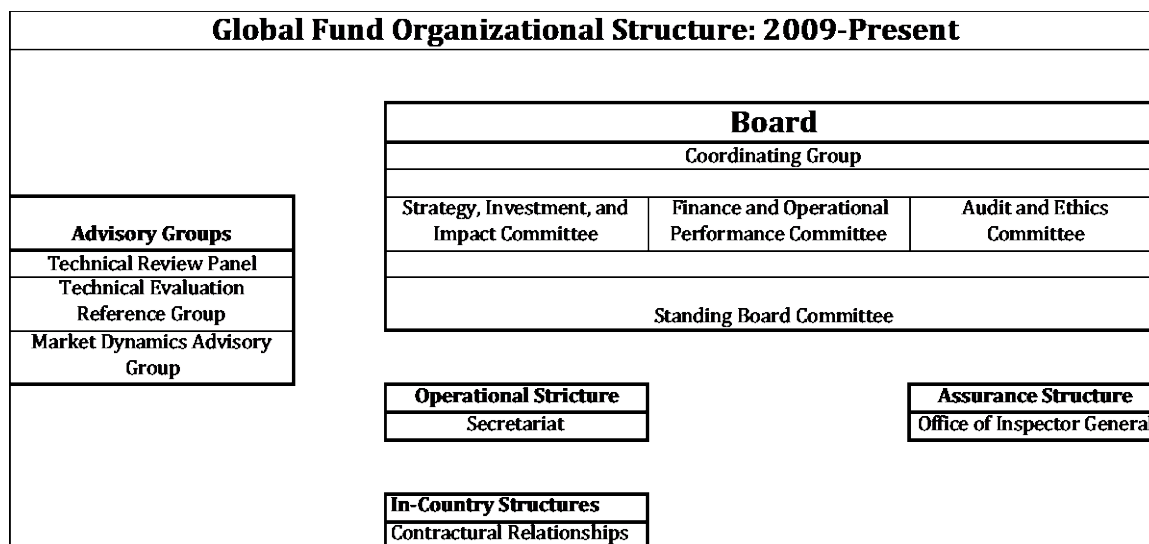 Global Fund Organizational Structure: 2009-Present
Board
Coordinating Group
Strategy, Investment, and
Impact Committee
Finance and Operational
Performance Committee
Audit and Ethics
Committee
Advisory Groups
Technical Review Panel
Technical Evaluation
Reference Group
Market Dynamics Advisory
Group
Standing Board Committee
Operational Stricture
Secretariat
Assurance Structure
Office of Inspector General
In-Country Structures
Contractural Relationships